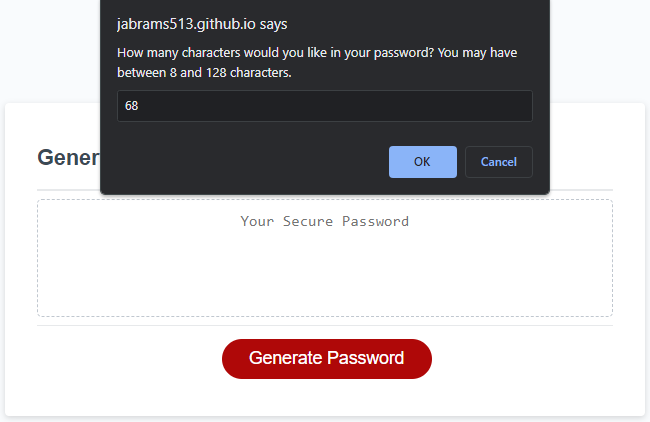 jabrams513.github.io says
How many characters would you like in your password? You may have
between 8 and 128 characters.
68
OK
Cancel
Gener
Your Secure Password
Generate Password